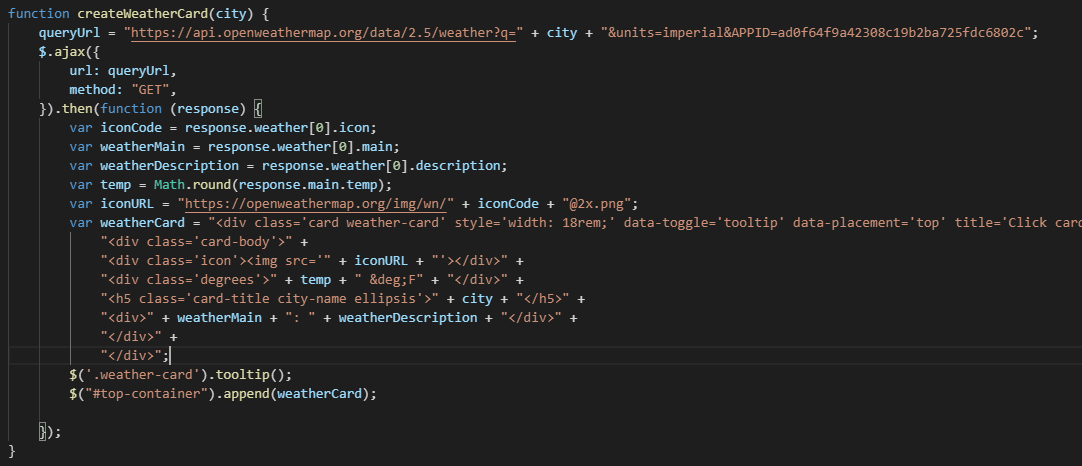 function createWeatherCard(city) {
queryUrl = "https://api.openweathermap.org/data/2.5/weather?q=" + city + "&units=imperial&APPID=ad0f64f9a42308c19b2ba725fdc6802c";
$.ajax({
url: queryUrl,
method: "GET",
}).then(function (response) {
var iconCode = response.weather[0].icon;
var weatherMain = response.weather[0].main;
var weatherDescription = response.weather[0].description;
var temp = Math.round(response.main.temp);
var iconURL = "https://openweathermap.org/img/wn/" + iconCode + "@2x.png";
var weatherCard = "<div class='card weather-card' style='width: 18rem;' data-toggle='tooltip' data-placement='top' title='Click card
"<div class='card-body'>" +
"<div class='icon'><img src='" + iconURL + "'></div>" +
"<div class='degrees'>" + temp + " &deg;F" + "</div>" +
"<h5 class='card-title city-name ellipsis'>" + city + "</h5>" +
"<div>" + weatherMain + ": " + weatherDescription + "</div>" +
"</div>" +
"</div>";
$('.weather-card').tooltip();
$("#top-container").append(weatherCard);
});
}